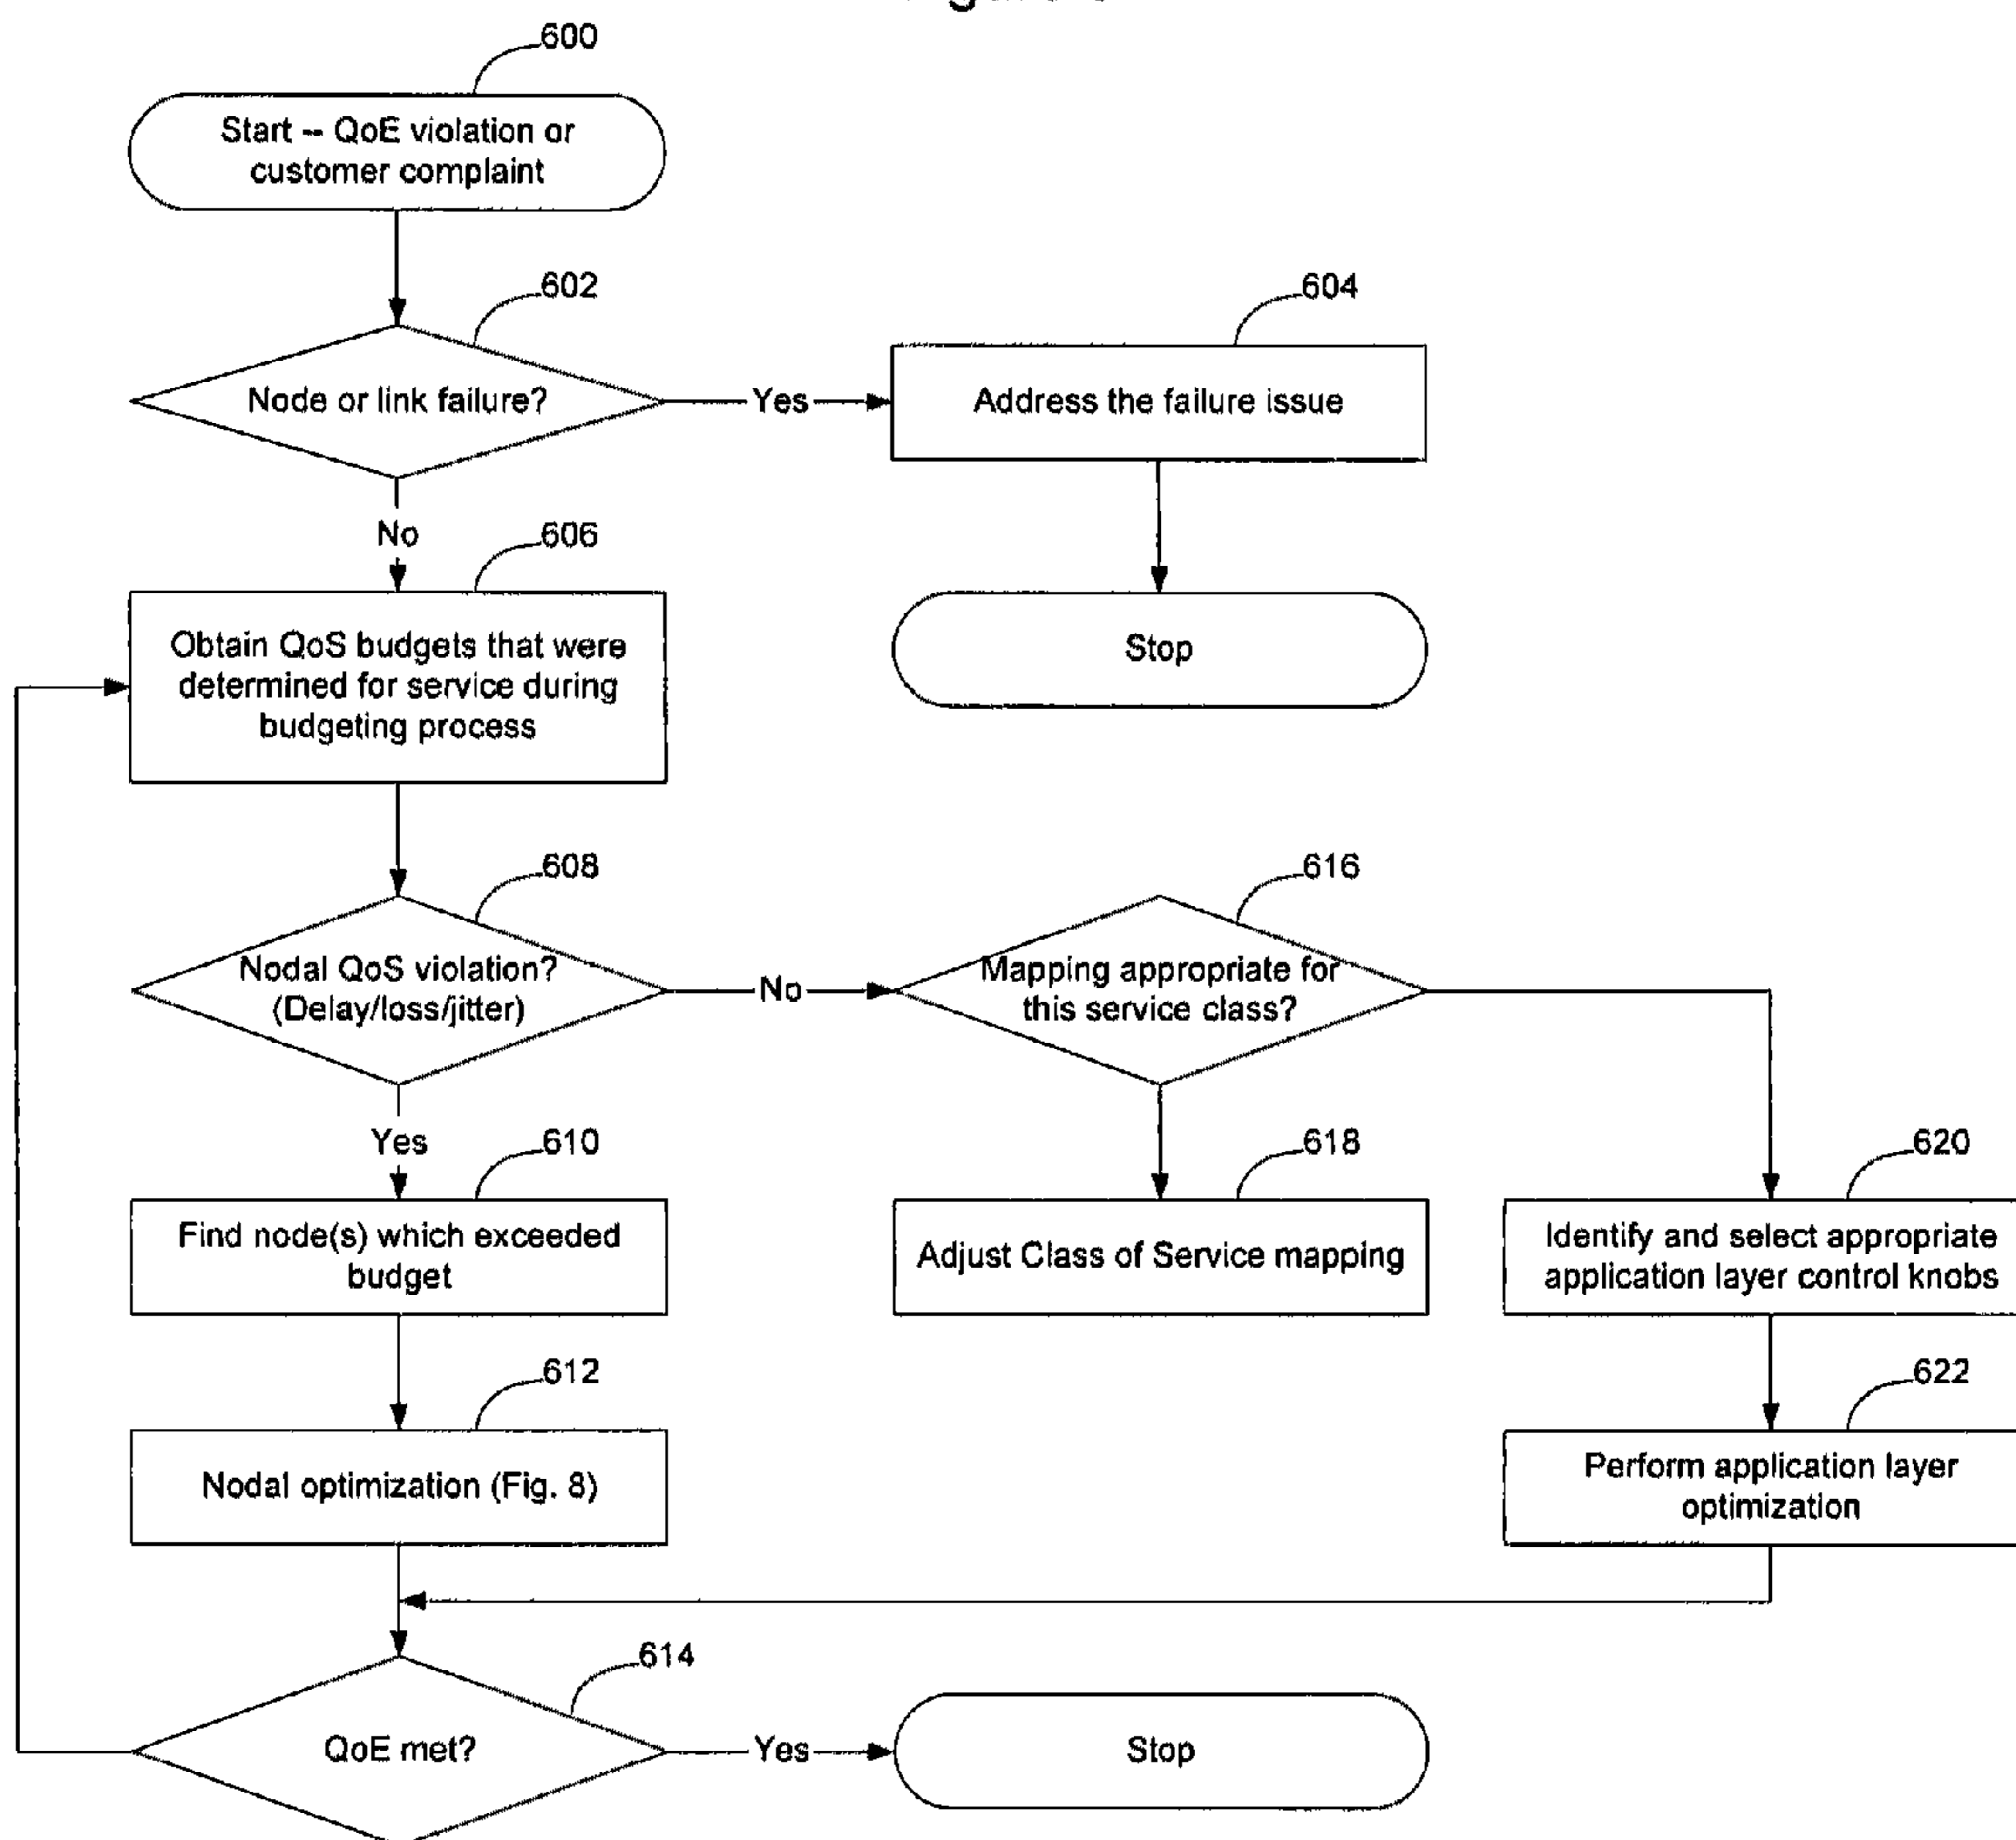 600
Start -- QoE violation or
customer complaint
602
Node or link failure?
Yes
604
Address the failure issue
No
606
Obtain QoS budgets that were
determined for service during
budgeting process
Stop
608
Nodal QoS violation?
(Delay/loss/jitter)
No
616
Mapping appropriate for
this service class?
Yes
610
Find node(s) which exceeded
budget
618
Adjust Class of Service mapping
620
Identify and select appropriate
application layer control knobs
612
Nodal optimization (Fig. 8)
622
Perform application layer
optimization
614
QoE met?
Yes
Stop